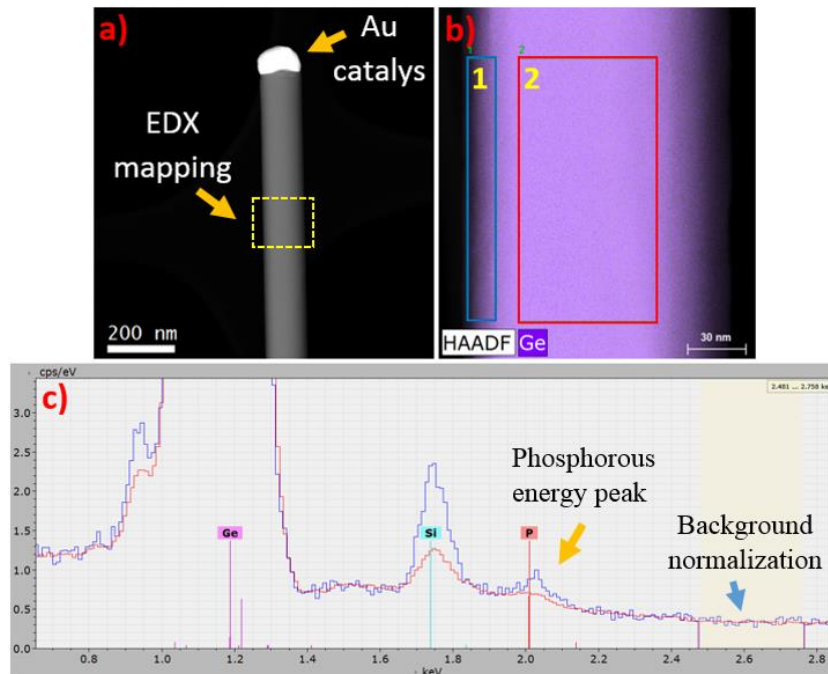 a)
Au
catalys
EDX
mapping
200 nm
b)
1
2
1
2
HAADF Ge
30 nm
cps/eV
c)
2.481 ... 2.758 ke
3.0
2.5
2.0
1.5
1.0
0.5
0.0
Phosphorous
energy peak
Background
normalization
Ge
Si
P
0.8 1.0 1.2 1.4 1.6 1.8 2.0 2.2 2.4 2.6 2.8
keV